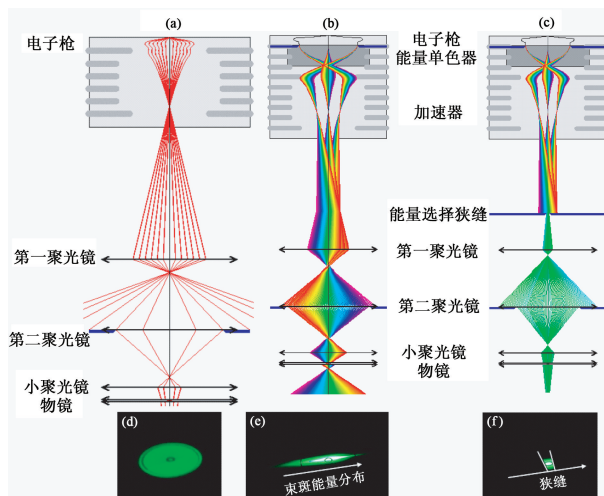 (a)
(b)
(c)
电子枪
电子枪
能量单色器
加速器
能量选择狭缝
第一聚光镜
第一聚光镜
第二聚光镜
第二聚光镜
小聚光镜
物镜
小聚光镜
物镜
(d)
(e)
(f)
束斑能量分布
狭缝